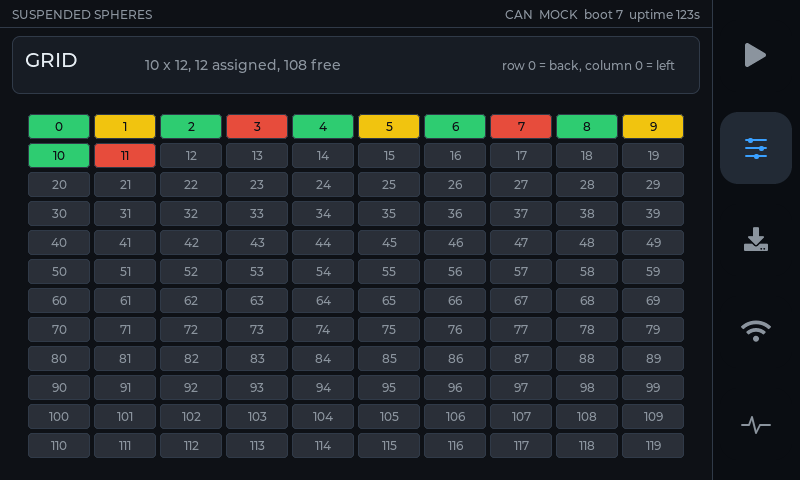 SUSPENDED SPHERES CAN MOCK boot 7 uptime 123s
GRID 10 x 12, 12 assigned, 108 free row 0 = back, column 0 = left
0 1 2 3 4 5 6 7 8 9
10 11 12 13 14 15 16 17 18 19
20 21 22 23 24 25 26 27 28 29
30 31 32 33 34 35 36 37 38 39
40 41 42 43 44 45 46 47 48 49
50 51 52 53 54 55 56 57 58 59
60 61 62 63 64 65 66 67 68 69
70 71 72 73 74 75 76 77 78 79
80 81 82 83 84 85 86 87 88 89
90 91 92 93 94 95 96 97 98 99
100 101 102 103 104 105 106 107 108 109
110 111 112 113 114 115 116 117 118 119